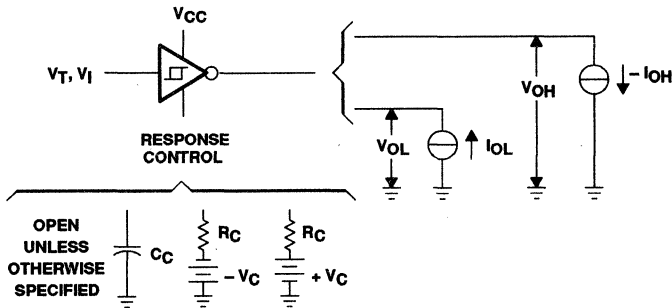 VCC
VT, VI
RESPONSE
CONTROL
VOH
– IOH
VOL
IOL
OPEN
UNLESS
OTHERWISE
SPECIFIED
CC
RC
– VC
RC
+ VC